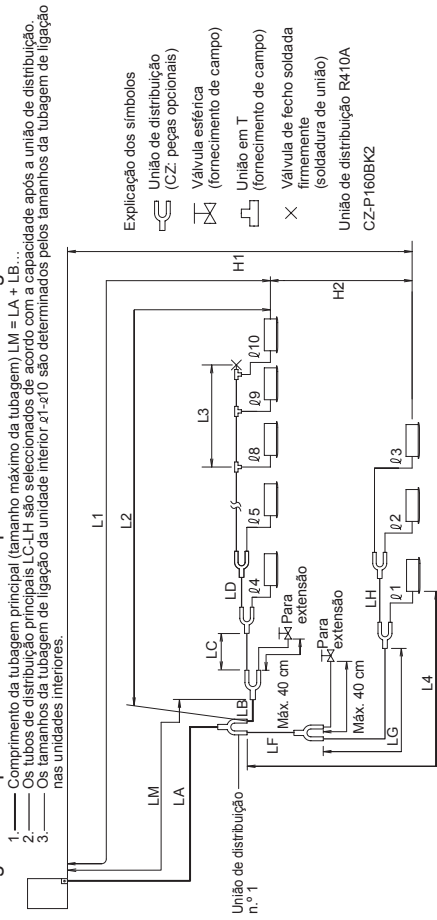 1. Comprimento da tubagem principal (tamanho máximo da tubagem) LM = LA + LB...
2. Os tubos de distribuição principais LC-LH são seleccionados de acordo com a capacidade após a união de distribuição.
3. Os tamanhos da tubagem de ligação da unidade interior ℓ1-ℓ10 são determinados pelos tamanhos da tubagem de ligação
nas unidades interiores.
L1
L2
LM
LA
LB
LC
LD
L3
ℓ4
ℓ5
ℓ8
ℓ9
ℓ10
H1
H2
Para
extensão
Máx. 40 cm
União de distribuição
n.º 1
LF
Para
extensão
Máx. 40 cm
LG
LH
ℓ1
ℓ2
ℓ3
L4
Explicação dos símbolos
União de distribuição
(CZ: peças opcionais)
Válvula esférica
(fornecimento de campo)
União em T
(fornecimento de campo)
Válvula de fecho soldada
firmemente
(soldadura de união)
União de distribuição R410A
CZ-P160BK2